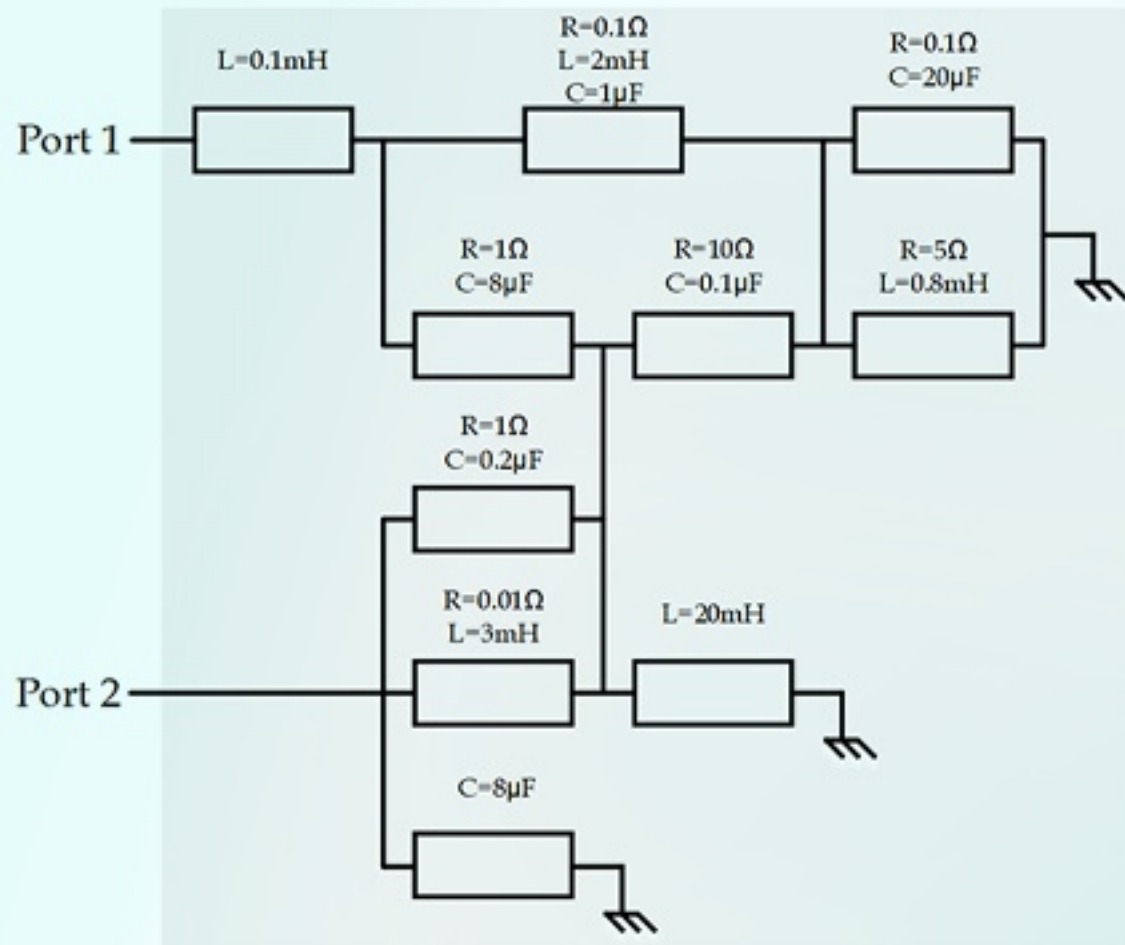 L=0.1mH
R=0.1Ω
L=2mH
C=1μF
R=0.1Ω
C=20μF
Port 1
R=1Ω
C=8μF
R=10Ω
C=0.1μF
R=5Ω
L=0.8mH
R=1Ω
C=0.2μF
R=0.01Ω
L=3mH
L=20mH
Port 2
C=8μF